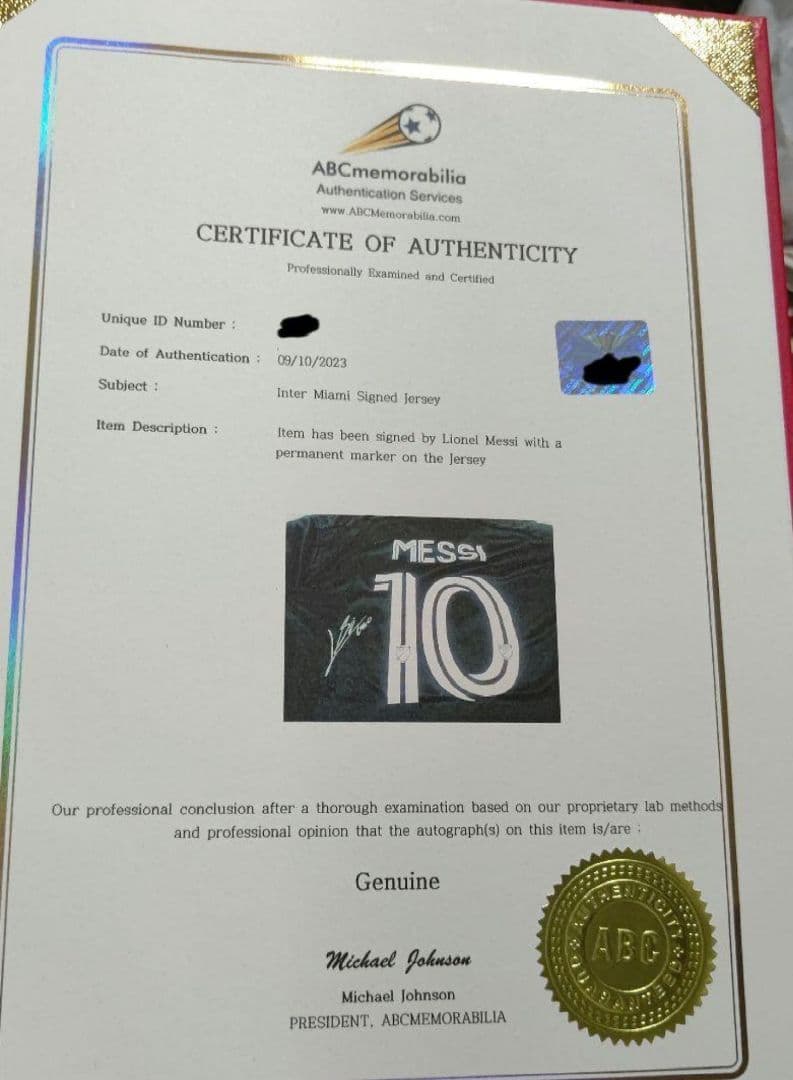 ABCmemorabilia
Authentication Services
www.ABCMemorabilia.com
CERTIFICATE OF AUTHENTICITY
Professionally Examined and Certified
Unique ID Number :
Date of Authentication : 09/10/2023
Subject : Inter Miami Signed Jersey
Item Description : Item has been signed by Lionel Messi with a
permanent marker on the Jersey
MESSI
10
Our professional conclusion after a thorough examination based on our proprietary lab methods
and professional opinion that the autograph(s) on this item is/are :
Genuine
Michael Johnson
Michael Johnson
PRESIDENT, ABCMEMORABILIA
AUTHENTICITY
ABC
GUARANTEED